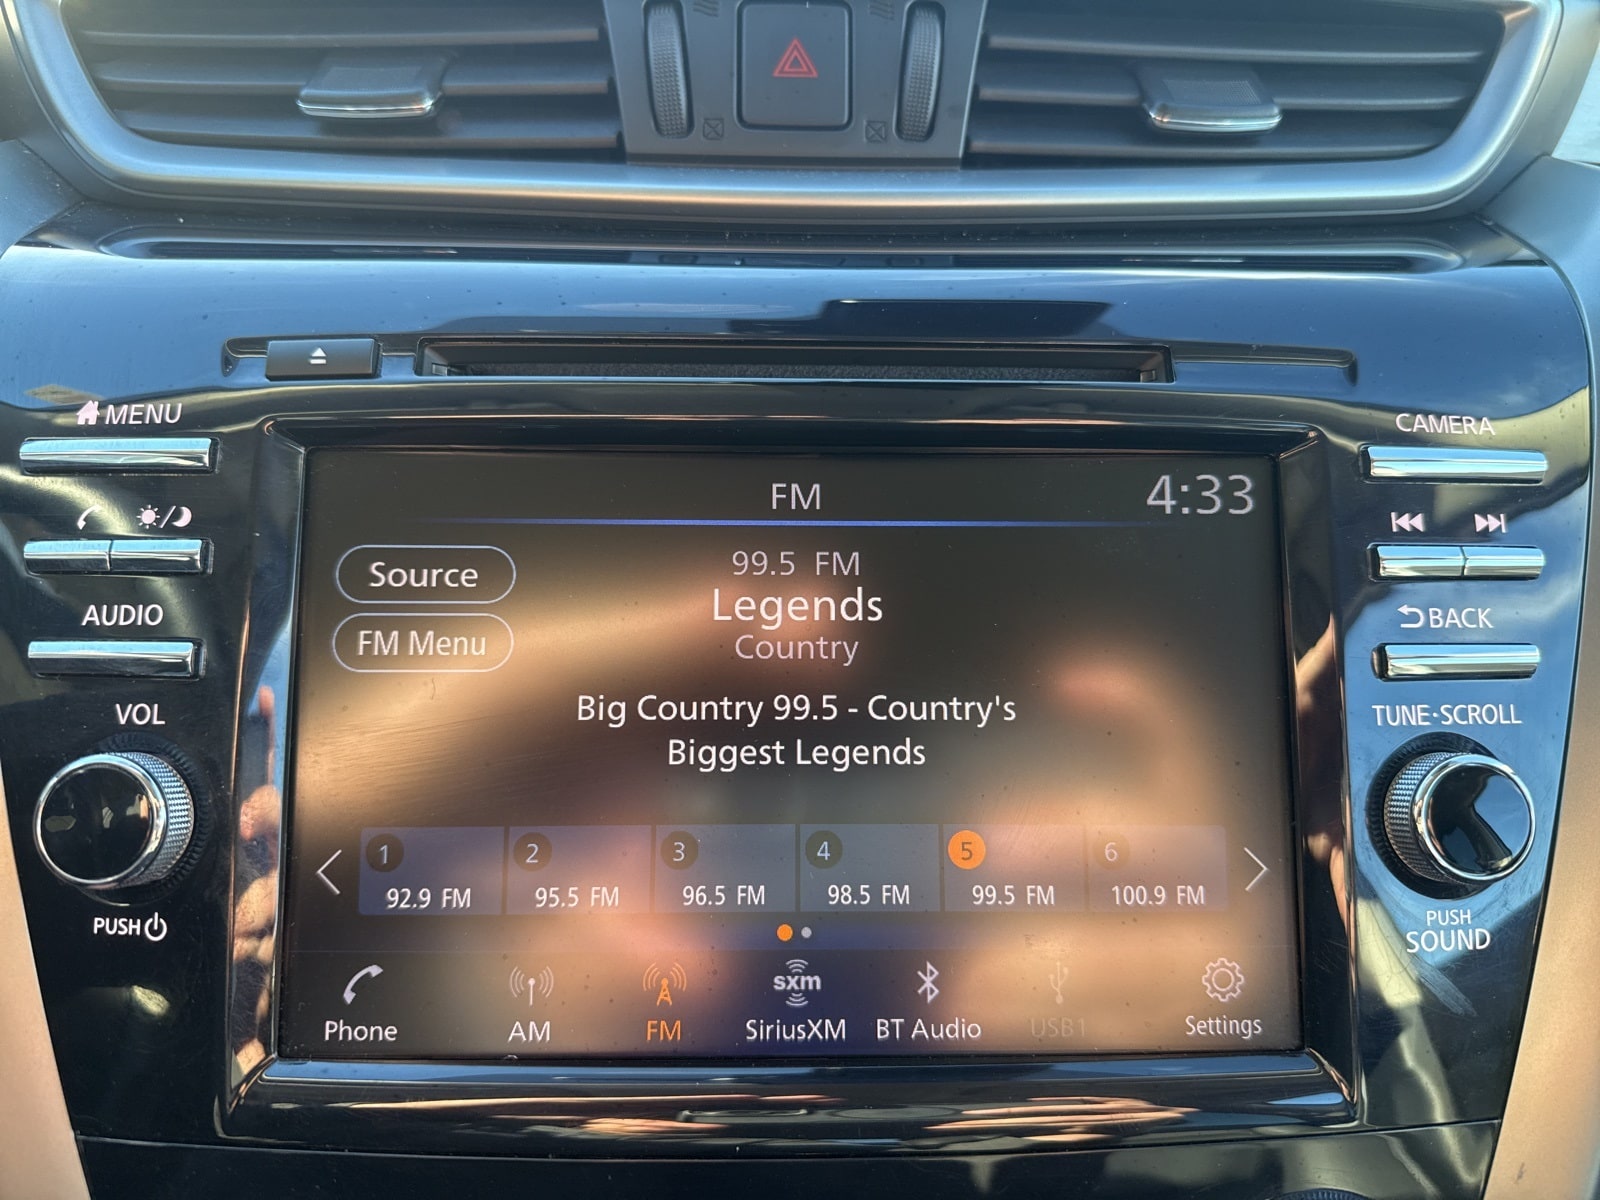 MENU
CAMERA
FM
4:33
Source
99.5 FM
Legends
AUDIO
BACK
FM Menu
Country
VOL
Big Country 99.5 - Country's
TUNE·SCROLL
Biggest Legends
1 2 3 4 5 6
92.9 FM 95.5 FM 96.5 FM 98.5 FM 99.5 FM 100.9 FM
PUSH
PUSH
SOUND
sxm
Phone AM FM SiriusXM BT Audio USB1 Settings